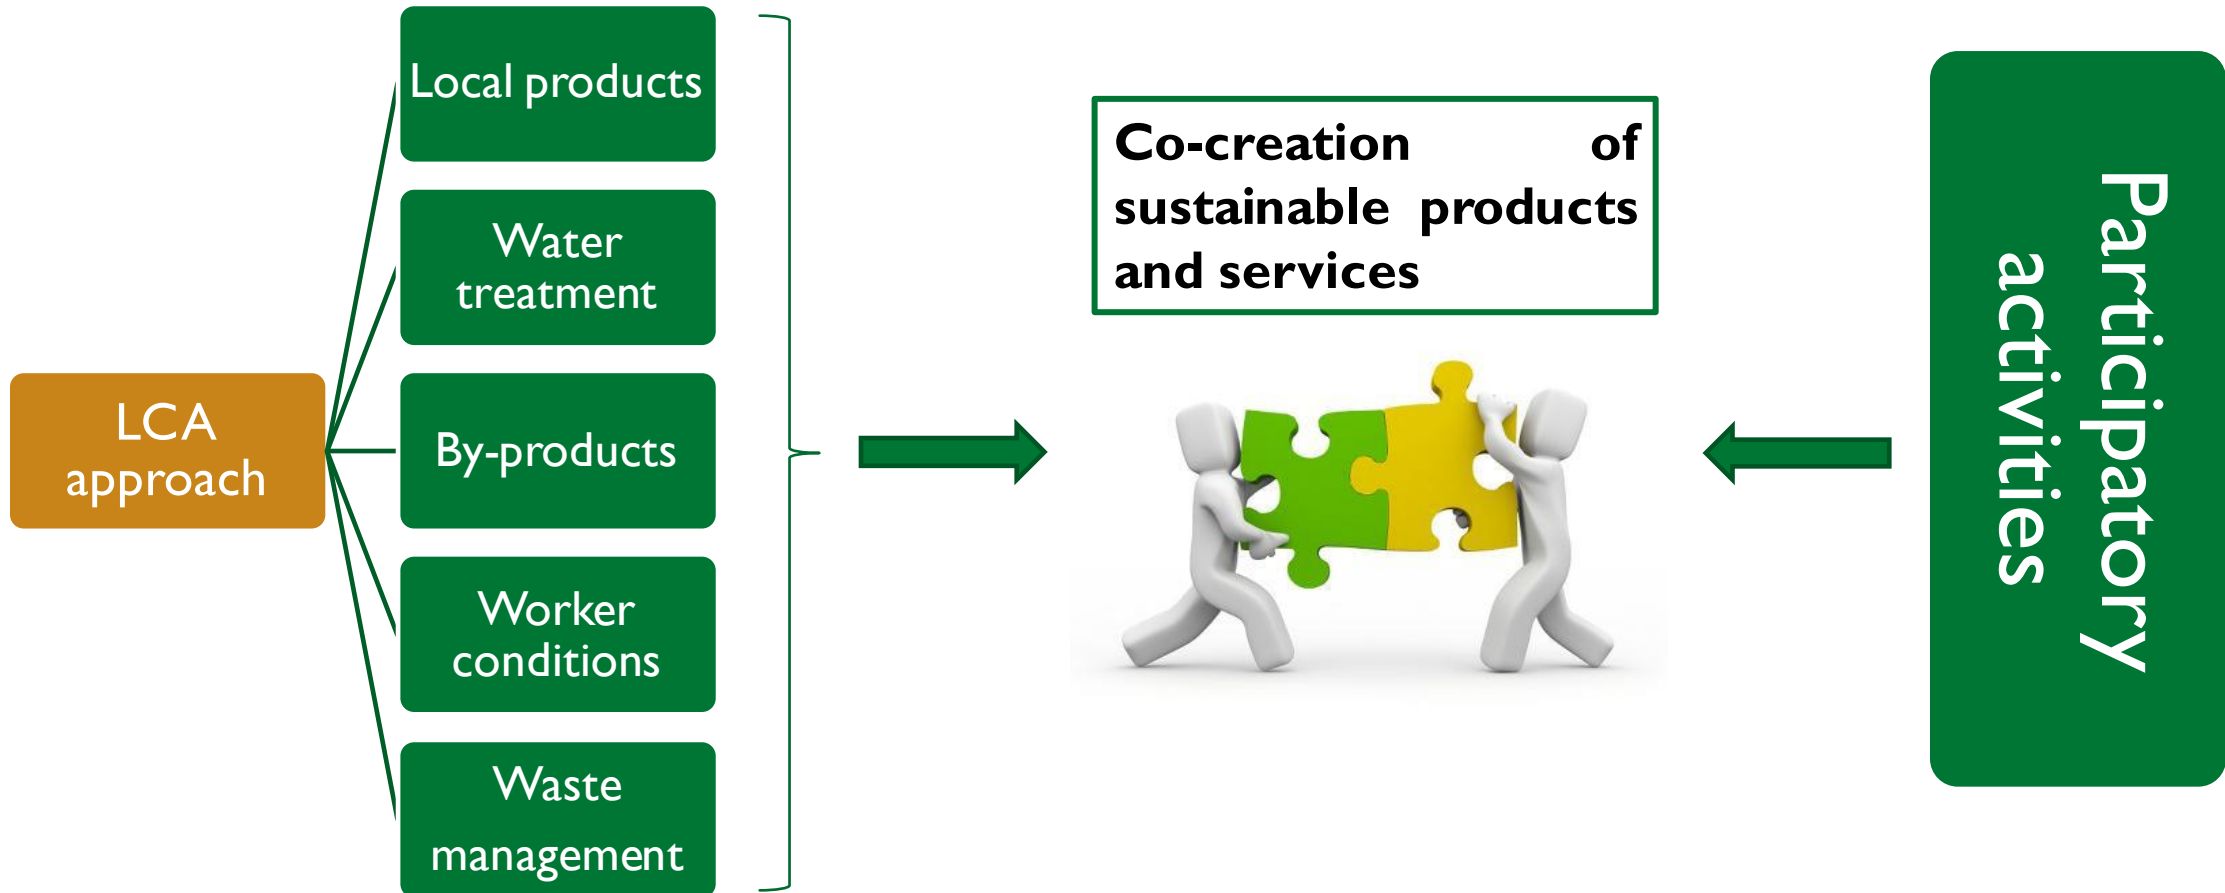 LCA
approach
Local products
Water
treatment
By-products
Worker
conditions
Waste
management
Co-creation of
sustainable products
and services
Participatory
activities